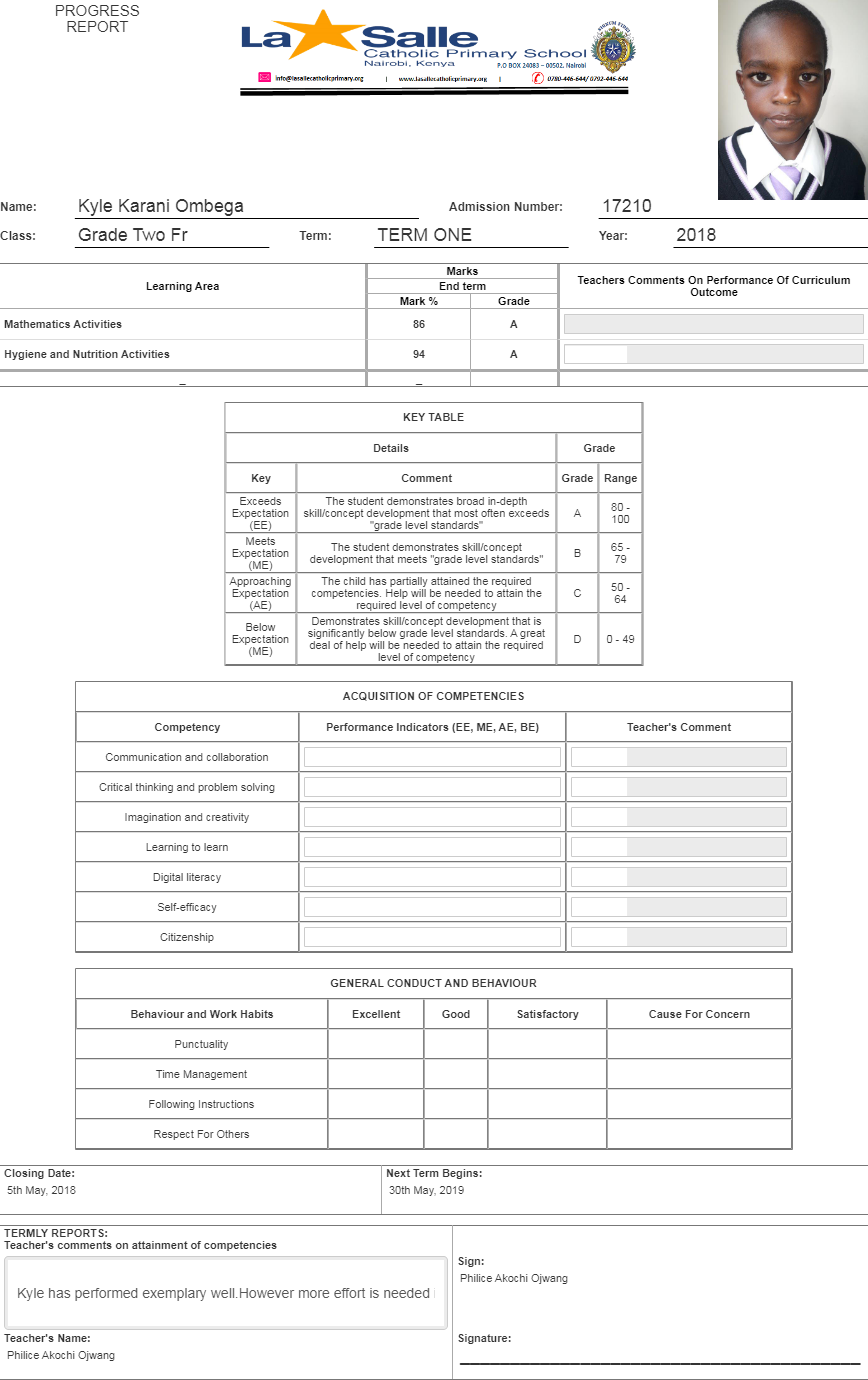 PROGRESS
REPORT
La Salle
Catholic Primary School
Nairobi, Kenya
P.O BOX 24083 – 00502, Nairobi
info@lasallecatholicprimary.org | www.lasallecatholicprimary.org | 0780-446-644/ 0792-446-644
Name: Kyle Karani Ombega Admission Number: 17210
Class: Grade Two Fr Term: TERM ONE Year: 2018
Learning Area Marks Teachers Comments On Performance Of Curriculum Outcome
End term
Mark % Grade
Mathematics Activities 86 A
Hygiene and Nutrition Activities 94 A
KEY TABLE
Details Grade
Key Comment Grade Range
Exceeds Expectation (EE) The student demonstrates broad in-depth skill/concept development that most often exceeds "grade level standards" A 80 - 100
Meets Expectation (ME) The student demonstrates skill/concept development that meets "grade level standards" B 65 - 79
Approaching Expectation (AE) The child has partially attained the required competencies. Help will be needed to attain the required level of competency C 50 - 64
Below Expectation (ME) Demonstrates skill/concept development that is significantly below grade level standards. A great deal of help will be needed to attain the required level of competency D 0 - 49
ACQUISITION OF COMPETENCIES
Competency Performance Indicators (EE, ME, AE, BE) Teacher's Comment
Communication and collaboration
Critical thinking and problem solving
Imagination and creativity
Learning to learn
Digital literacy
Self-efficacy
Citizenship
GENERAL CONDUCT AND BEHAVIOUR
Behaviour and Work Habits Excellent Good Satisfactory Cause For Concern
Punctuality
Time Management
Following Instructions
Respect For Others
Closing Date: Next Term Begins:
5th May, 2018 30th May, 2019
TERMLY REPORTS:
Teacher's comments on attainment of competencies
Sign:
Philice Akochi Ojwang
Kyle has performed exemplary well.However more effort is needed
Teacher's Name: Signature:
Philice Akochi Ojwang